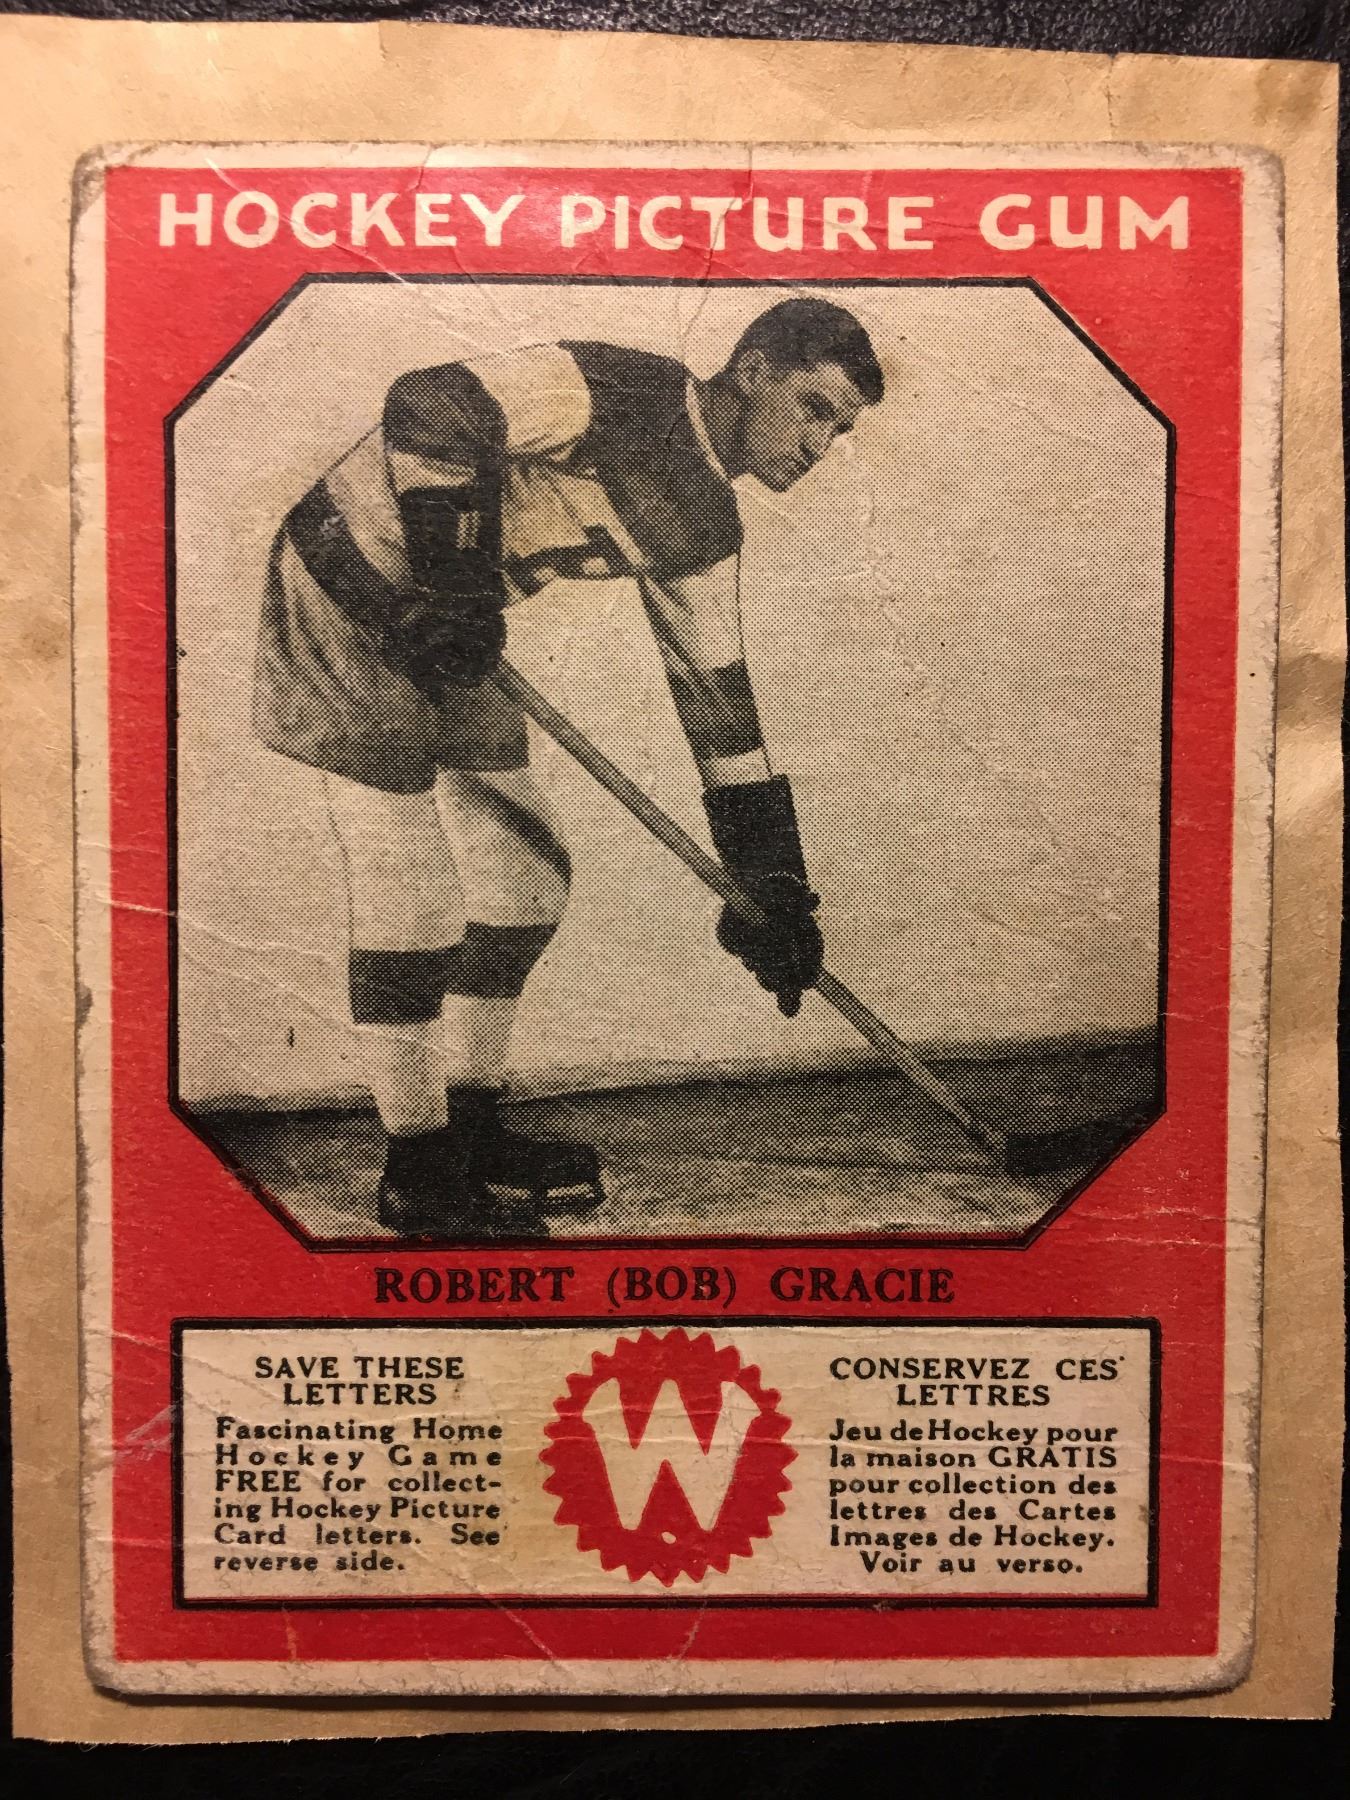 HOCKEY PICTURE GUM
ROBERT (BOB) GRACIE
SAVE THESE
LETTERS
Fascinating Home
Hockey Game
FREE for collect-
ing Hockey Picture
Card letters. See
reverse side.
W
CONSERVEZ CES
LETTRES
Jeu de Hockey pour
la maison GRATIS
pour collection des
lettres des Cartes
Images de Hockey.
Voir au verso.